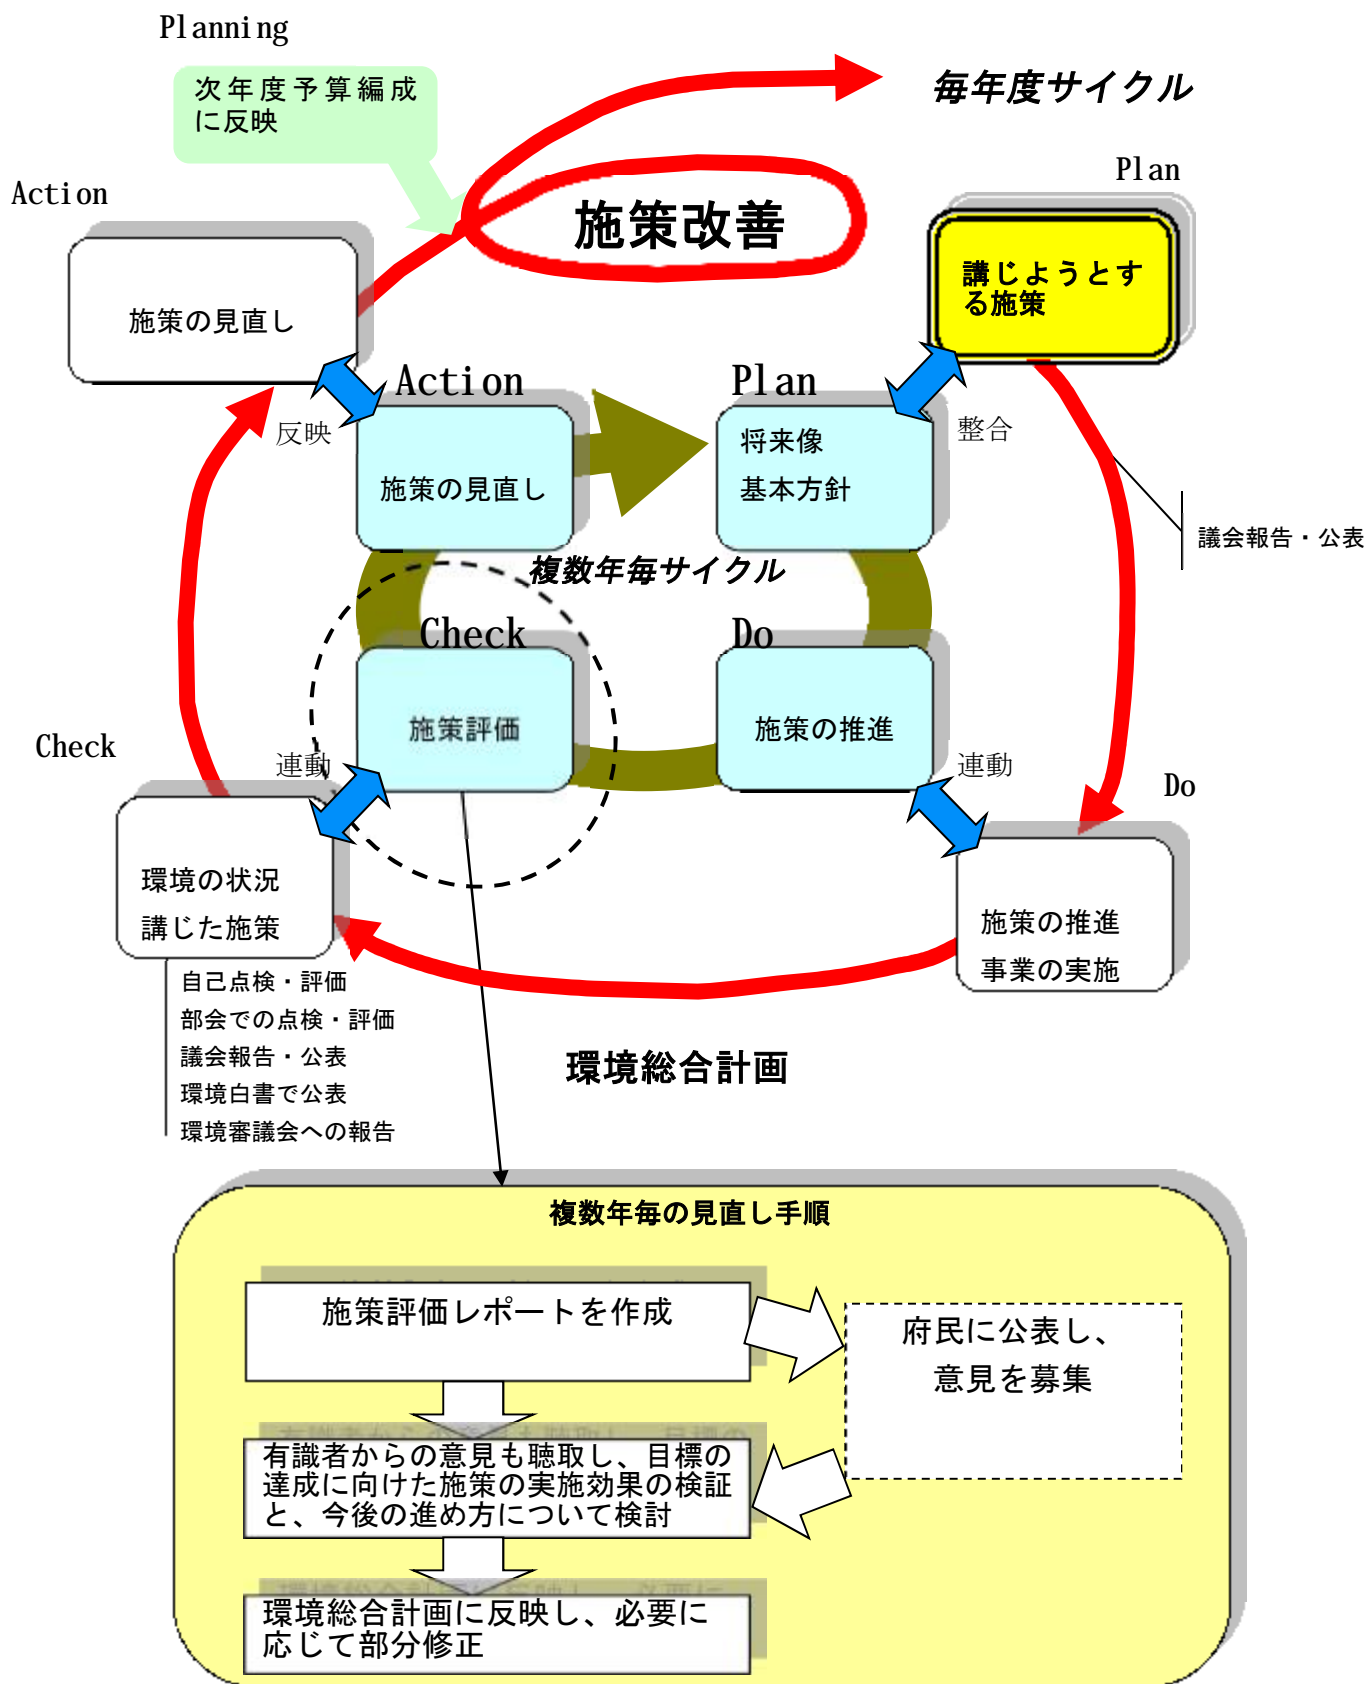 Planning
次年度予算編成
に反映
毎年度サイクル
Plan
Action
施策改善
講じようとす
る施策
施策の見直し
Action
Plan
反映
整合
将来像
基本方針
施策の見直し
議会報告・公表
複数年毎サイクル
Check
Do
施策評価
施策の推進
Check
連動
連動
Do
環境の状況
講じた施策
施策の推進
事業の実施
自己点検・評価
部会での点検・評価
議会報告・公表
環境白書で公表
環境審議会への報告
環境総合計画
複数年毎の見直し手順
施策評価レポートを作成
府民に公表し、
意見を募集
有識者からの意見も聴取し、目標の
達成に向けた施策の実施効果の検証
と、今後の進め方について検討
環境総合計画に反映し、必要に
応じて部分修正